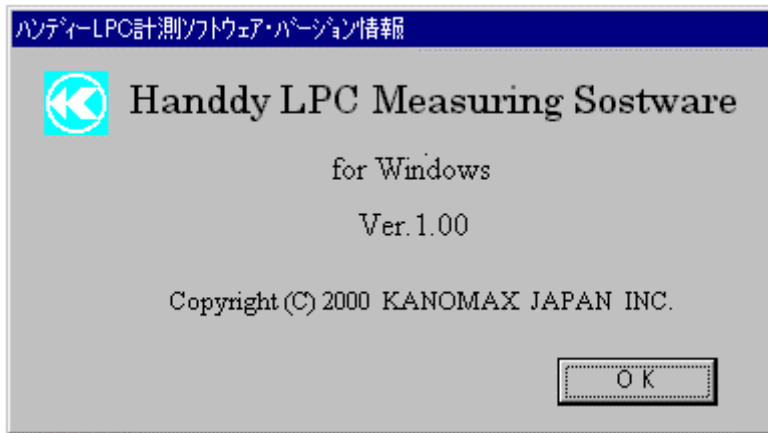 ﾊﾝﾃﾞｨｰLPC計測ｿﾌﾄｳｪｱ・ﾊﾞｰｼﾞｮﾝ情報
Handdy LPC Measuring Sostware
for Windows
Ver.1.00
Copyright (C) 2000 KANOMAX JAPAN INC.
OK